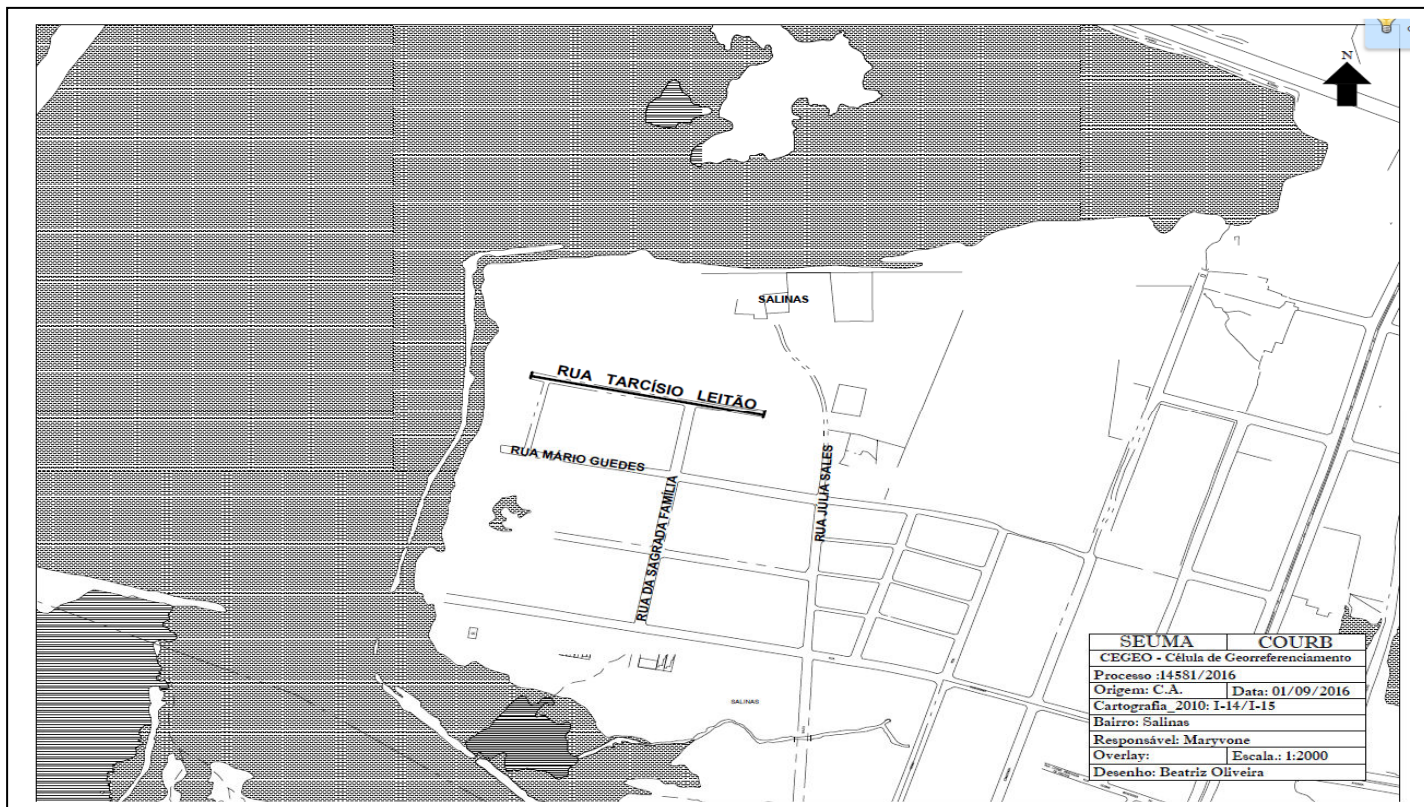 N
SALINAS
RUA TARCÍSIO LEITÃO
RUA MÁRIO GUEDES
RUA DA SAGRADA FAMÍLIA
RUA JULIA SALES
SALINAS
SEUMA COURB
CEGEO - Célula de Georreferenciamento
Processo :14581/2016
Origem: C.A. Data: 01/09/2016
Cartografia_2010: I-14/I-15
Bairro: Salinas
Responsável: Maryvone
Overlay: Escala.: 1:2000
Desenho: Beatriz Oliveira